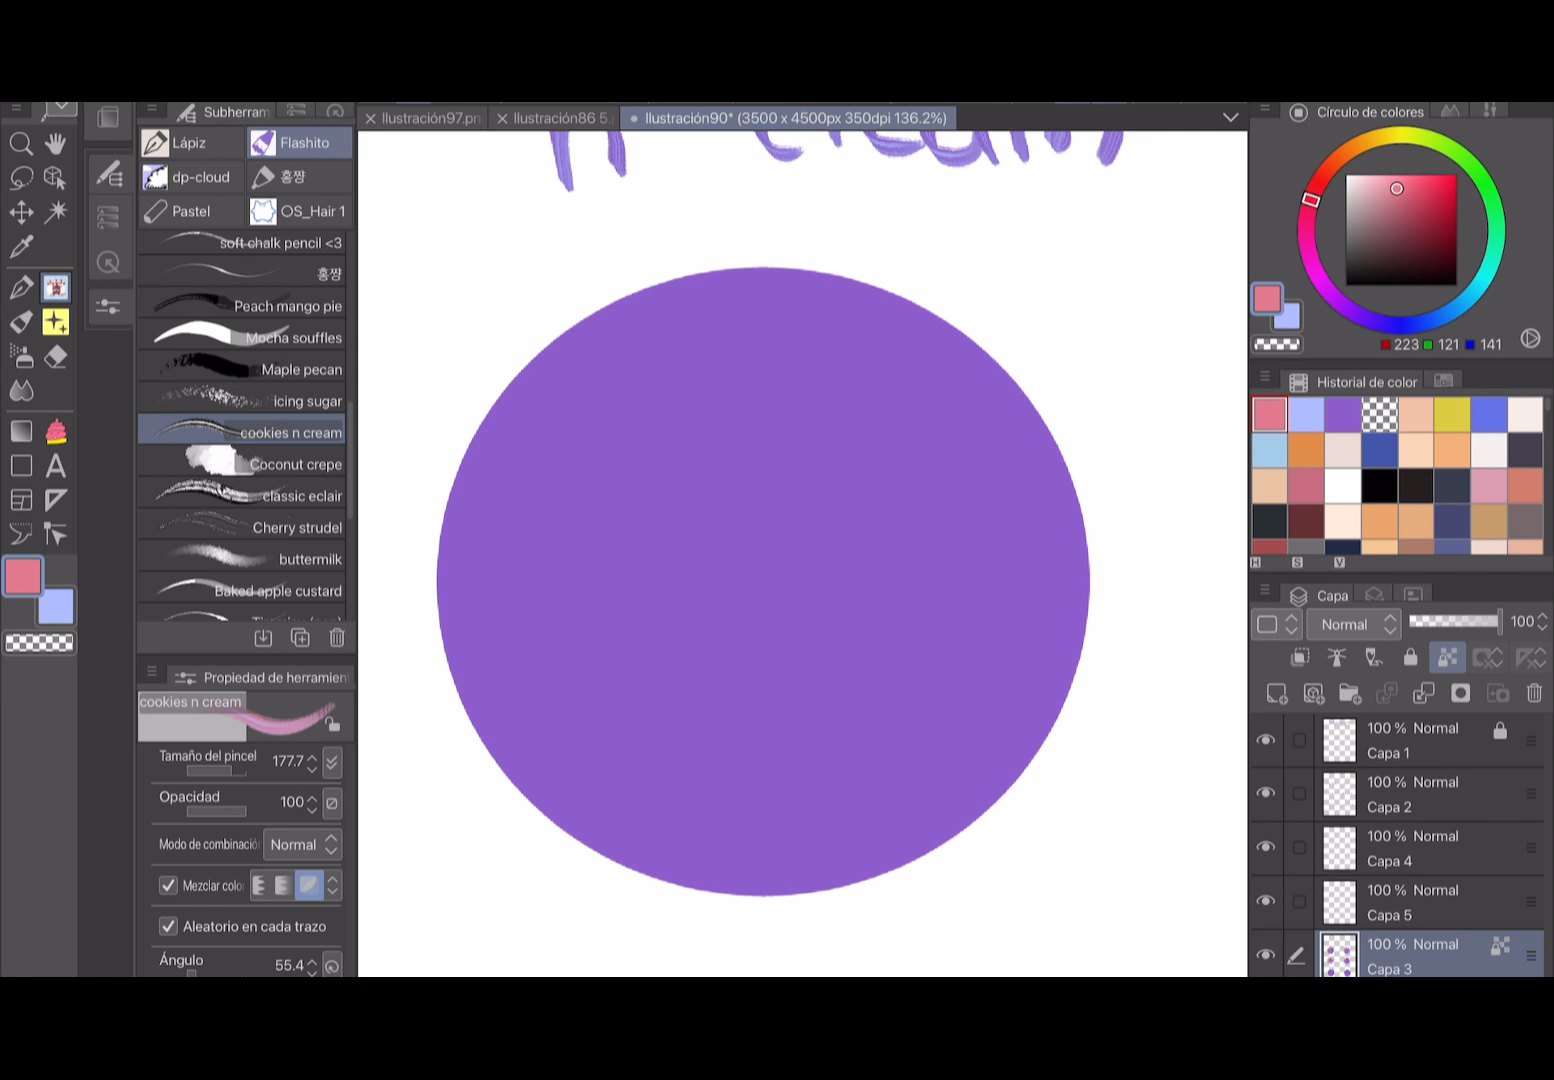 Subherram
Círculo de colores
Ilustración97.pn
Ilustración86 5.
Ilustración90* (3500 x 4500px 350dpi 136.2%)
Lápiz
Flashito
dp-cloud
홍짱
Pastel
OS_Hair 1
soft chalk pencil <3
홍짱
Peach mango pie
Mocha souffles
Maple pecan
icing sugar
cookies n cream
Coconut crepe
classic eclair
Cherry strudel
buttermilk
Baked apple custard
Propiedad de herramien
cookies n cream
Tamaño del pincel 177.7
Opacidad 100
Modo de combinació Normal
Mezclar colo
Aleatorio en cada trazo
Ángulo 55.4
n cream
223 121 141
Historial de color
H S V
Capa
Normal 100
100 % Normal
Capa 1
100 % Normal
Capa 2
100 % Normal
Capa 4
100 % Normal
Capa 5
100 % Normal
Capa 3